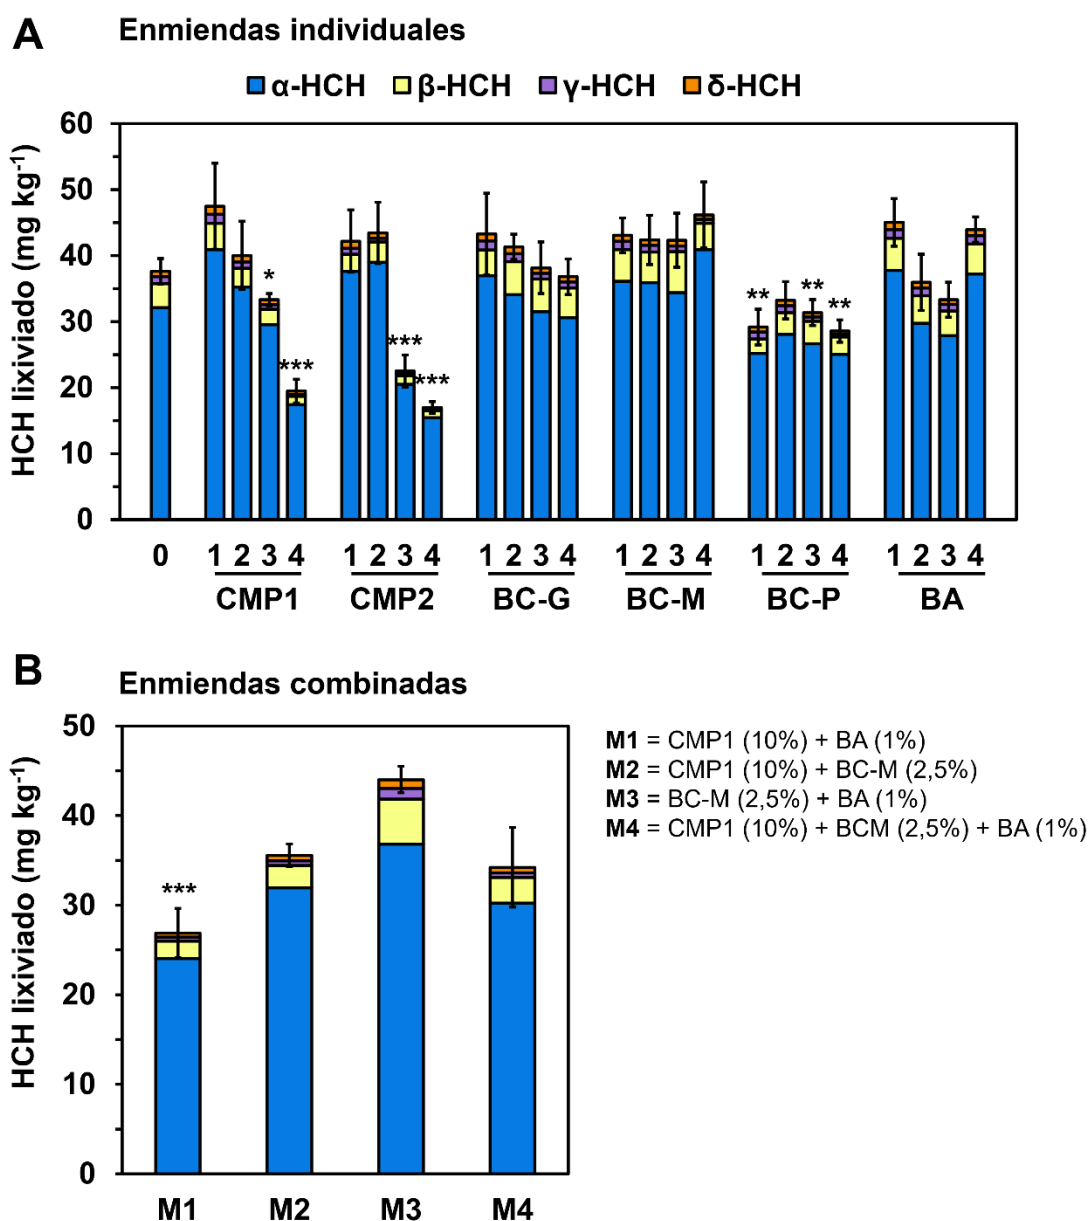 A Enmiendas individuales
α-HCH β-HCH γ-HCH δ-HCH
HCH lixiviado (mg kg⁻¹)
60
50
40
30
20
10
0
* *** *** *** ** ** **
0 1 2 3 4 1 2 3 4 1 2 3 4 1 2 3 4 1 2 3 4 1 2 3 4
CMP1 CMP2 BC-G BC-M BC-P BA
B Enmiendas combinadas
HCH lixiviado (mg kg⁻¹)
50
40
30
20
10
0
***
M1 M2 M3 M4
M1 = CMP1 (10%) + BA (1%)
M2 = CMP1 (10%) + BC-M (2,5%)
M3 = BC-M (2,5%) + BA (1%)
M4 = CMP1 (10%) + BCM (2,5%) + BA (1%)